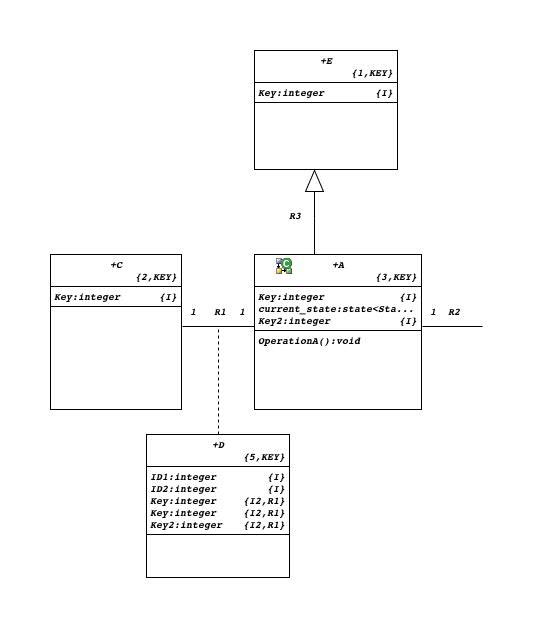 +E
{1,KEY}
Key:integer {I}
R3
+C
{2,KEY}
Key:integer {I}
1 R1 1
C
+A
{3,KEY}
Key:integer {I}
current_state:state<Sta...
Key2:integer {I}
OperationA():void
1 R2
+D
{5,KEY}
ID1:integer {I}
ID2:integer {I}
Key:integer {I2,R1}
Key:integer {I2,R1}
Key2:integer {I2,R1}